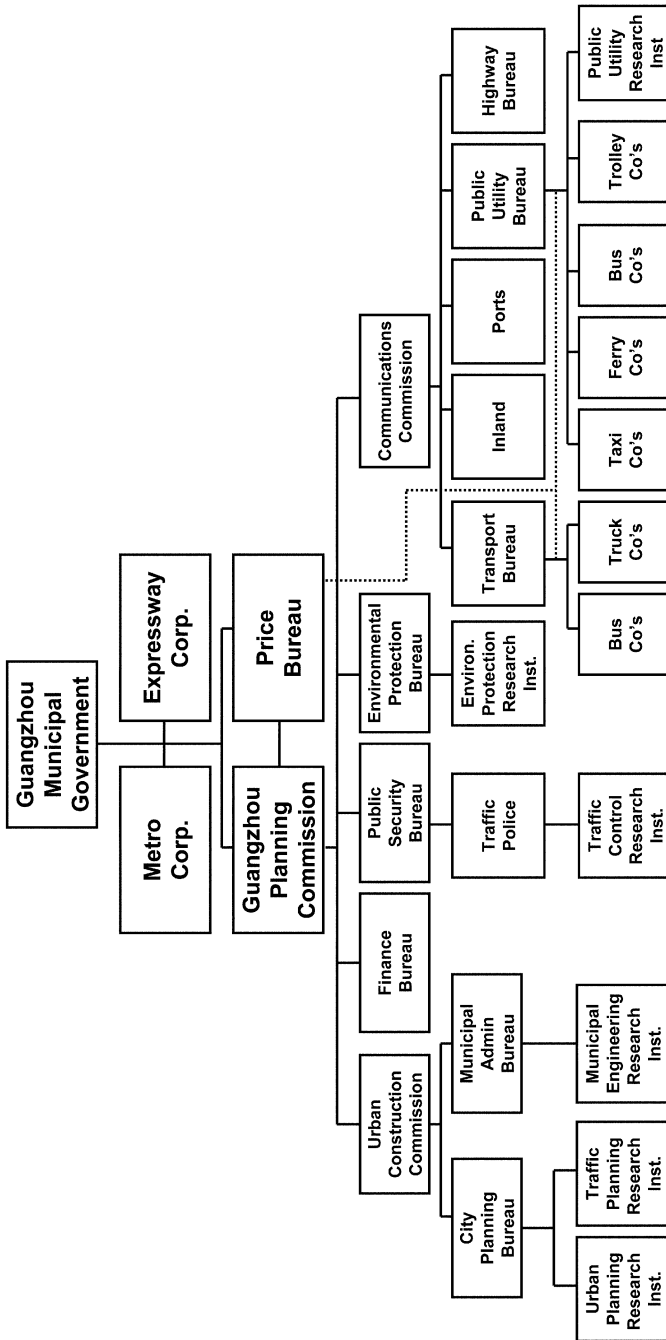 Guangzhou
Municipal
Government
Metro
Corp.
Expressway
Corp.
Guangzhou
Planning
Commission
Price
Bureau
Urban
Construction
Commission
Finance
Bureau
Public
Security
Bureau
Environmental
Protection
Bureau
Communications
Commission
City
Planning
Bureau
Municipal
Admin
Bureau
Traffic
Police
Environ.
Protection
Research
Inst.
Transport
Bureau
Inland
Ports
Public
Utility
Bureau
Highway
Bureau
Urban
Planning
Research
Inst.
Traffic
Planning
Research
Inst.
Municipal
Engineering
Research
Inst.
Traffic
Control
Research
Inst.
Bus
Co's
Truck
Co's
Taxi
Co's
Ferry
Co's
Bus
Co's
Trolley
Co's
Public
Utility
Research
Inst